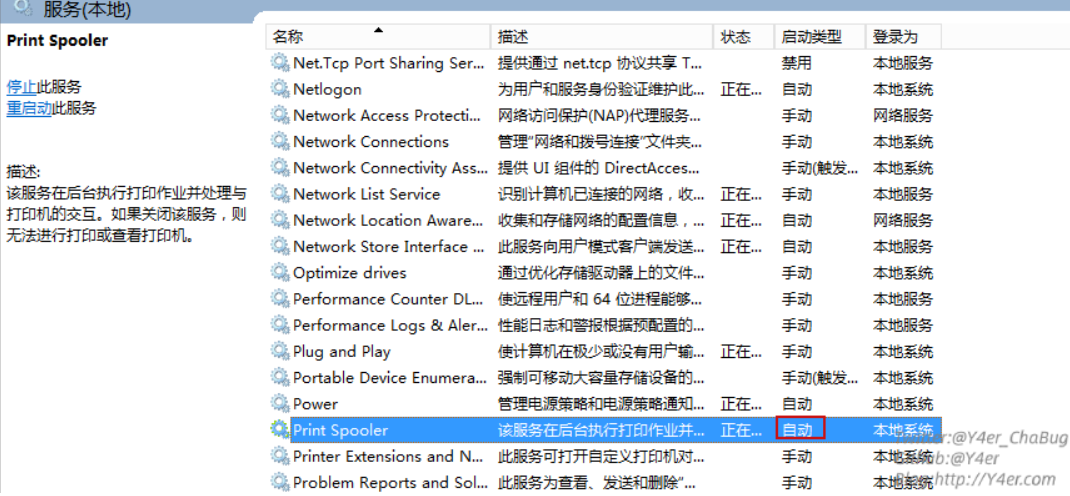 服务(本地)
Print Spooler
停止此服务
重启动此服务
描述:
该服务在后台执行打印作业并处理与
打印机的交互。如果关闭该服务，则
无法进行打印或查看打印机。
名称 描述 状态 启动类型 登录为
Net.Tcp Port Sharing Ser... 提供通过 net.tcp 协议共享 T... 禁用 本地服务
Netlogon 为用户和服务身份验证维护此... 正在... 自动 本地系统
Network Access Protecti... 网络访问保护(NAP)代理服务... 手动 网络服务
Network Connections 管理"网络和拨号连接"文件夹... 手动 本地系统
Network Connectivity Ass... 提供 UI 组件的 DirectAcces... 手动(触发... 本地系统
Network List Service 识别计算机已连接的网络，收... 正在... 手动 本地服务
Network Location Aware... 收集和存储网络的配置信息，... 正在... 自动 网络服务
Network Store Interface ... 此服务向用户模式客户端发送... 正在... 自动 本地服务
Optimize drives 通过优化存储驱动器上的文件... 手动 本地系统
Performance Counter DL... 使远程用户和 64 位进程能够... 手动 本地服务
Performance Logs & Aler... 性能日志和警报根据预配置的... 手动 本地服务
Plug and Play 使计算机在极少或没有用户输... 正在... 手动 本地系统
Portable Device Enumera... 强制可移动大容量存储设备的... 手动(触发... 本地系统
Power 管理电源策略和电源策略通知... 正在... 自动 本地系统
Print Spooler 该服务在后台执行打印作业并... 正在... 自动 本地系统
Printer Extensions and N... 此服务可打开自定义打印机对... 手动 本地系统
Problem Reports and Sol... 此服务为查看、发送和删除"... 手动 本地系统
:@Y4er_ChaBug
:@Y4er
http://Y4er.com